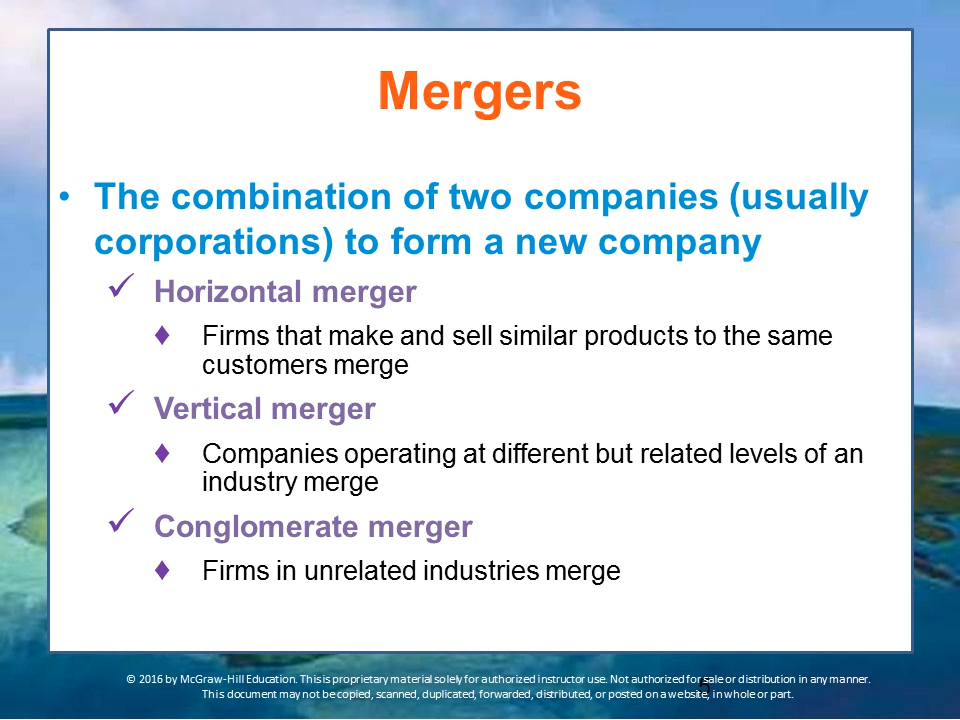 Mergers
• The combination of two companies (usually
corporations) to form a new company
✓ Horizontal merger
♦ Firms that make and sell similar products to the same
customers merge
✓ Vertical merger
♦ Companies operating at different but related levels of an
industry merge
✓ Conglomerate merger
♦ Firms in unrelated industries merge
© 2016 by McGraw-Hill Education. This is proprietary material solely for authorized instructor use. Not authorized for sale or distribution in any manner.
This document may not be copied, scanned, duplicated, forwarded, distributed, or posted on a website, in whole or part.
5